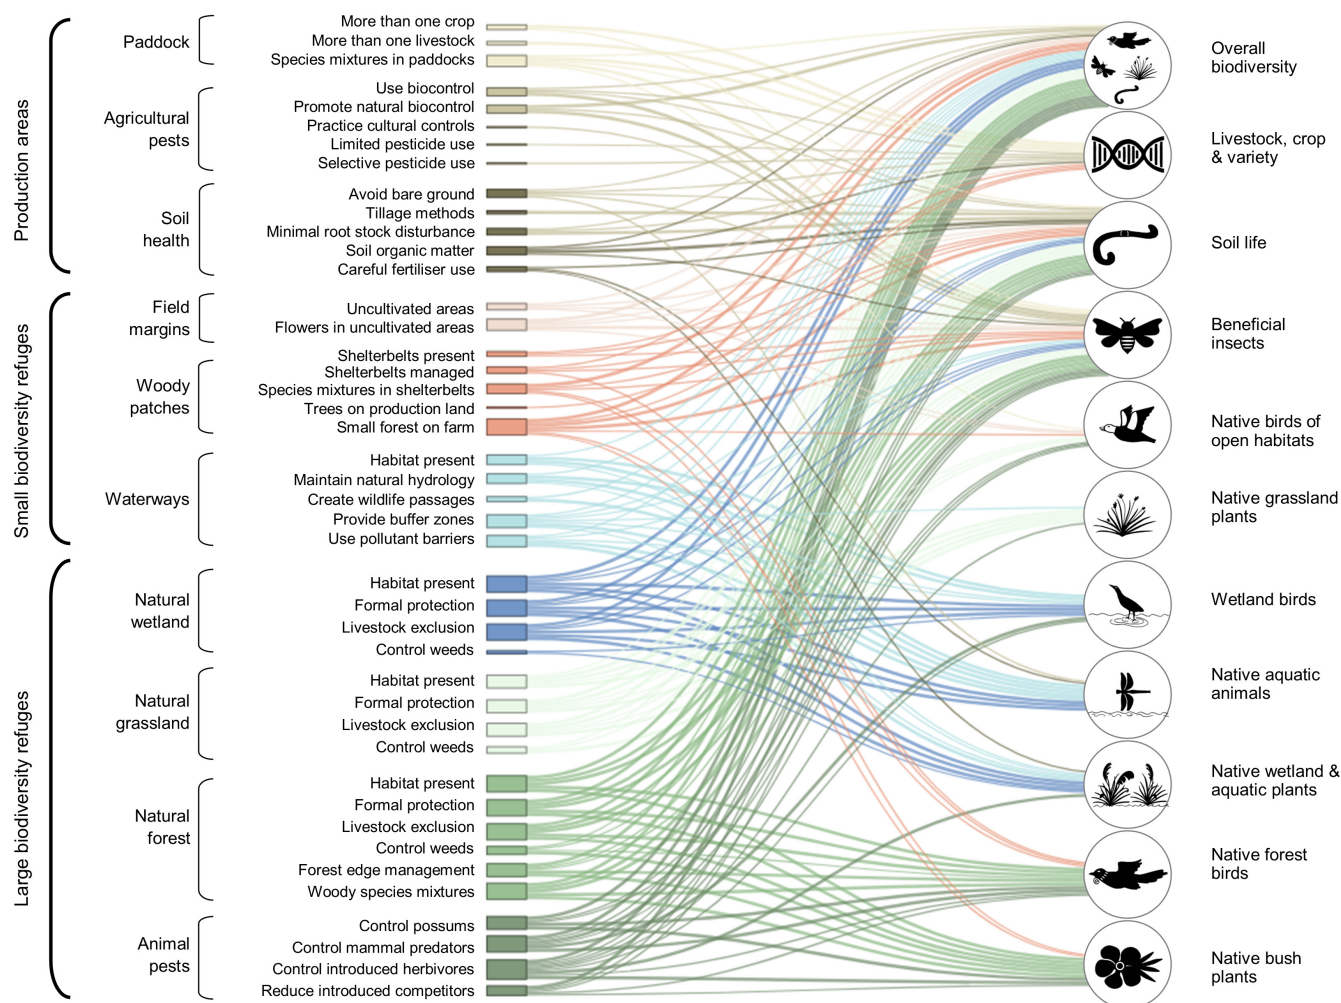 Production areas
Paddock
More than one crop
More than one livestock
Species mixtures in paddocks
Agricultural
pests
Use biocontrol
Promote natural biocontrol
Practice cultural controls
Limited pesticide use
Selective pesticide use
Soil
health
Avoid bare ground
Tillage methods
Minimal root stock disturbance
Soil organic matter
Careful fertiliser use
Small biodiversity refuges
Field
margins
Uncultivated areas
Flowers in uncultivated areas
Woody
patches
Shelterbelts present
Shelterbelts managed
Species mixtures in shelterbelts
Trees on production land
Small forest on farm
Waterways
Habitat present
Maintain natural hydrology
Create wildlife passages
Provide buffer zones
Use pollutant barriers
Large biodiversity refuges
Natural
wetland
Habitat present
Formal protection
Livestock exclusion
Control weeds
Natural
grassland
Habitat present
Formal protection
Livestock exclusion
Control weeds
Natural
forest
Habitat present
Formal protection
Livestock exclusion
Control weeds
Forest edge management
Woody species mixtures
Animal
pests
Control possums
Control mammal predators
Control introduced herbivores
Reduce introduced competitors
Overall
biodiversity
Livestock, crop
& variety
Soil life
Beneficial
insects
Native birds of
open habitats
Native grassland
plants
Wetland birds
Native aquatic
animals
Native wetland &
aquatic plants
Native forest
birds
Native bush
plants